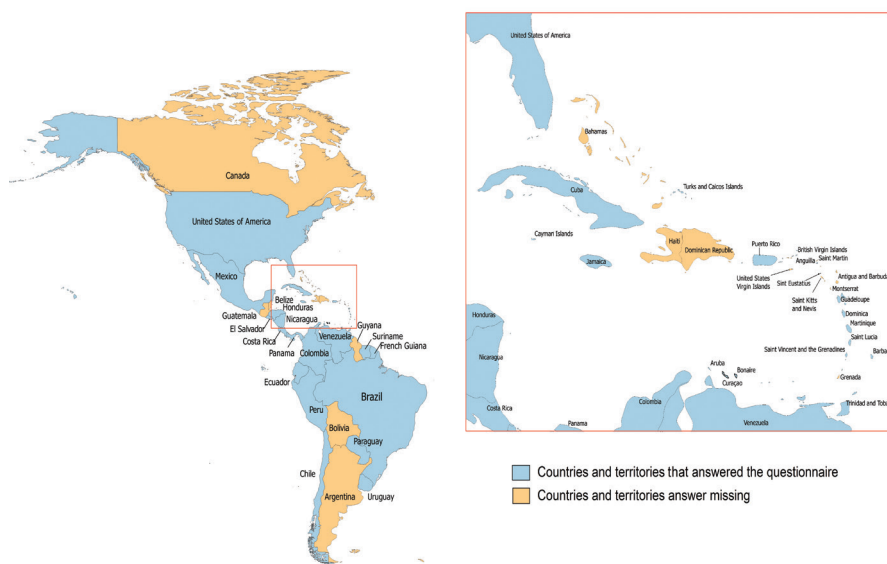 Canada
United States of America
Mexico
Belize
Honduras
Guatemala
Nicaragua
El Salvador
Costa Rica
Panama
Venezuela
Guyana
Suriname
French Guiana
Colombia
Ecuador
Brazil
Peru
Bolivia
Paraguay
Chile
Argentina
Uruguay
United States of America
Bahamas
Cuba
Turks and Caicos Islands
Cayman Islands
Jamaica
Haiti
Dominican Republic
Puerto Rico
British Virgin Islands
Anguilla
Saint Martin
United States
Virgin Islands
Sint Eustatius
Saint Kitts
and Nevis
Antigua and Barbuda
Montserrat
Guadeloupe
Dominica
Martinique
Saint Lucia
Saint Vincent and the Grenadines
Barba
Honduras
Nicaragua
Costa Rica
Panama
Colombia
Aruba
Bonaire
Curaçao
Grenada
Trinidad and Toba
Venezuela
Countries and territories that answered the questionnaire
Countries and territories answer missing